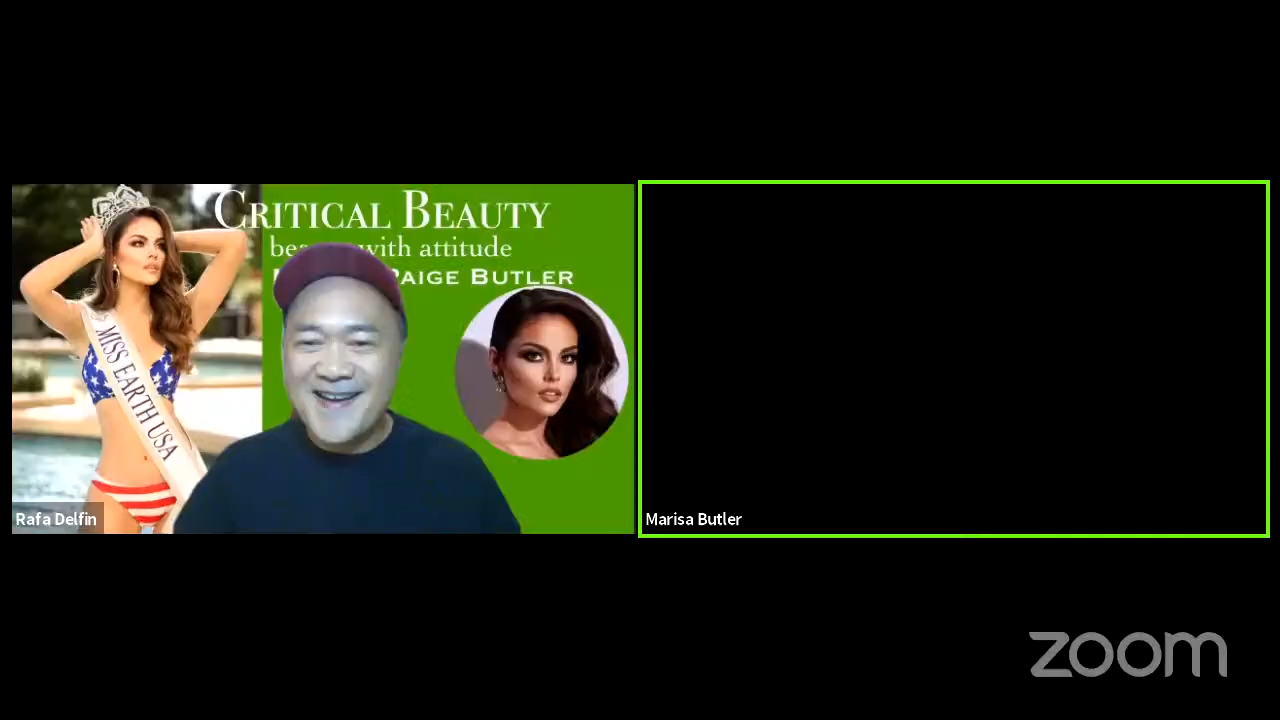 CRITICAL BEAUTY
with attitude
PAIGE BUTLER
MISS EARTH USA
Rafa Delfin
Marisa Butler
zoom